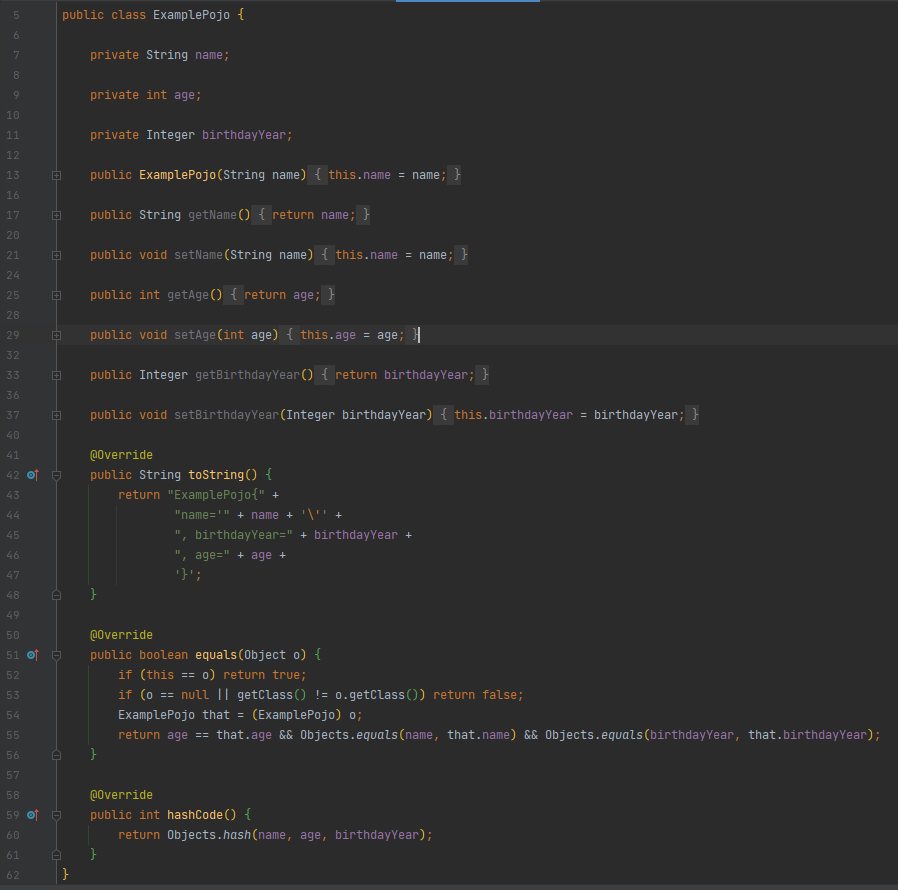 5 public class ExamplePojo {
6
7 private String name;
8
9 private int age;
10
11 private Integer birthdayYear;
12
13 public ExamplePojo(String name) { this.name = name; }
16
17 public String getName() { return name; }
20
21 public void setName(String name) { this.name = name; }
24
25 public int getAge() { return age; }
28
29 public void setAge(int age) { this.age = age; }
32
33 public Integer getBirthdayYear() { return birthdayYear; }
36
37 public void setBirthdayYear(Integer birthdayYear) { this.birthdayYear = birthdayYear; }
40
41 @Override
42 public String toString() {
43 return "ExamplePojo{" +
44 "name='" + name + '\'' +
45 ", birthdayYear=" + birthdayYear +
46 ", age=" + age +
47 '}';
48 }
49
50 @Override
51 public boolean equals(Object o) {
52 if (this == o) return true;
53 if (o == null || getClass() != o.getClass()) return false;
54 ExamplePojo that = (ExamplePojo) o;
55 return age == that.age && Objects.equals(name, that.name) && Objects.equals(birthdayYear, that.birthdayYear);
56 }
57
58 @Override
59 public int hashCode() {
60 return Objects.hash(name, age, birthdayYear);
61 }
62 }